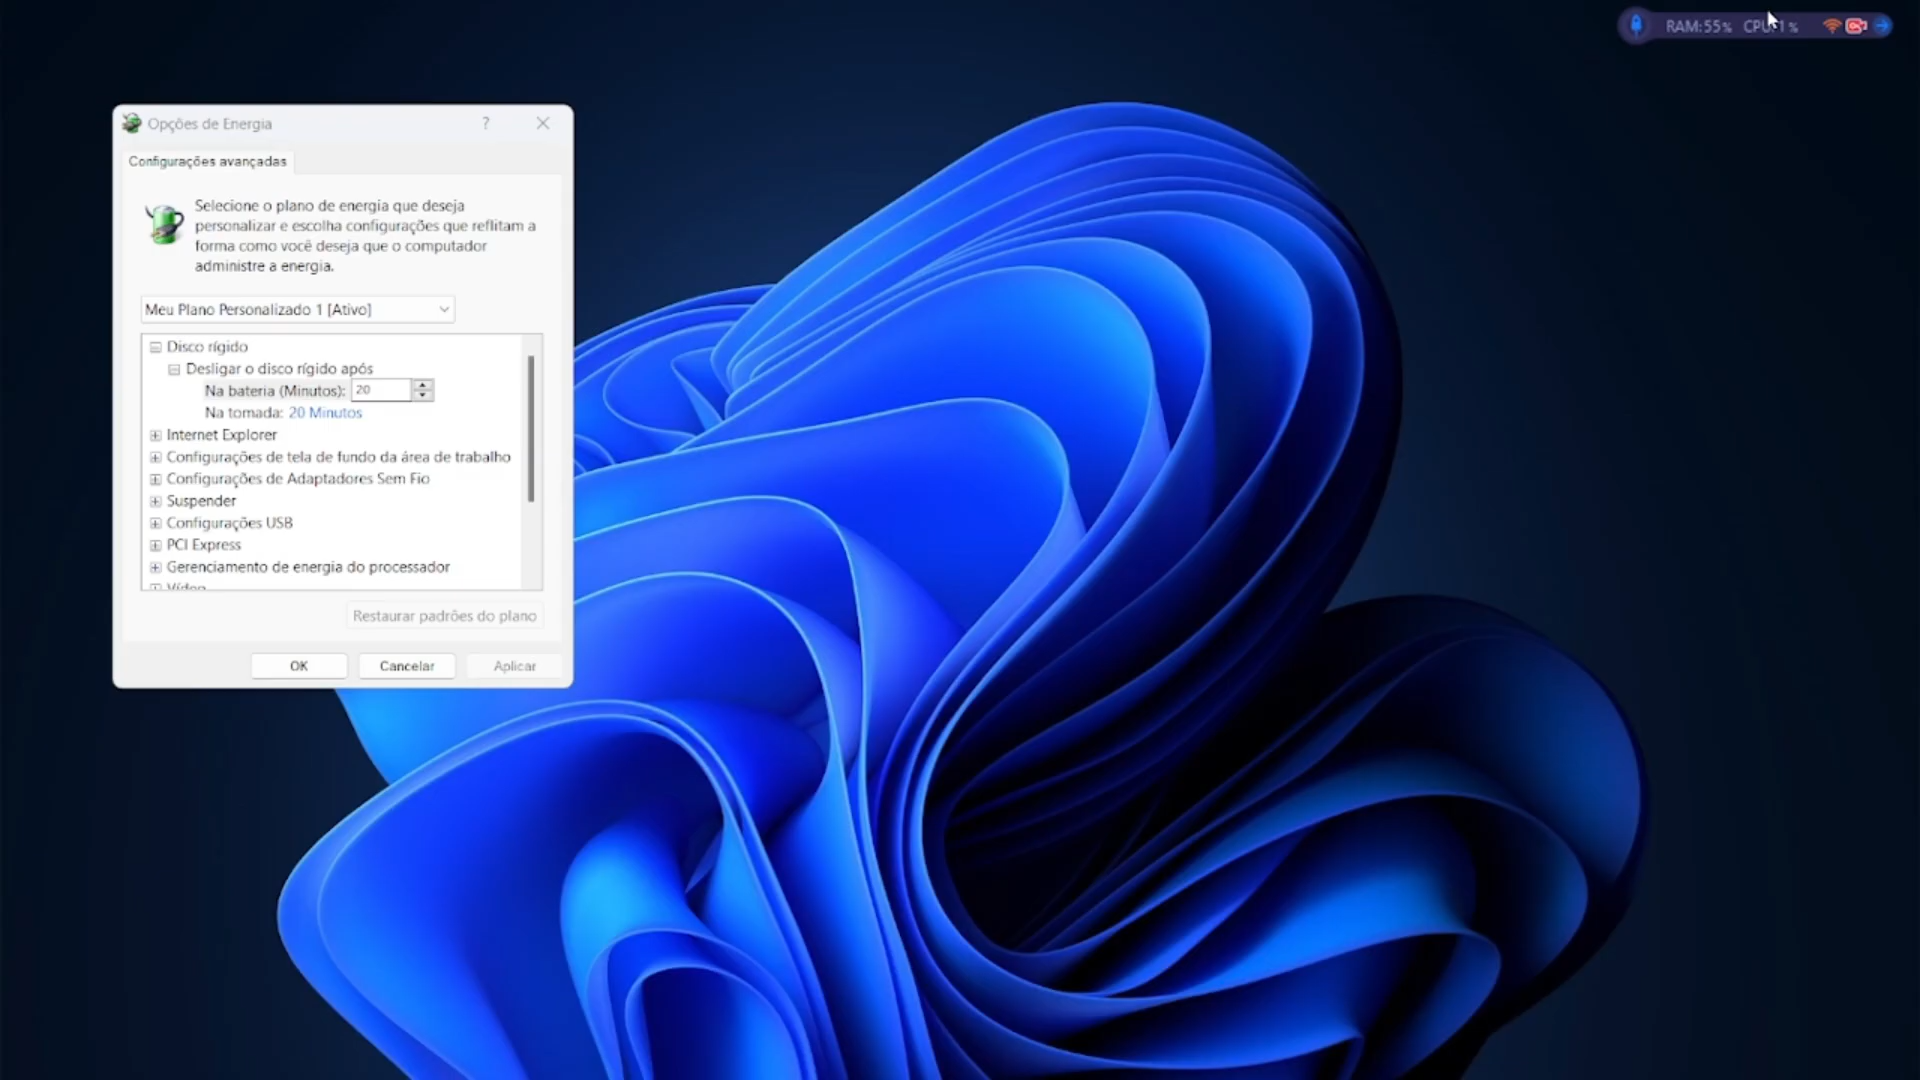 RAM:55% CPU:1%
Opções de Energia ?
Configurações avançadas
Selecione o plano de energia que deseja
personalizar e escolha configurações que reflitam a
forma como você deseja que o computador
administre a energia.
Meu Plano Personalizado 1 [Ativo]
Disco rígido
Desligar o disco rígido após
Na bateria (Minutos): 20
Na tomada: 20 Minutos
Internet Explorer
Configurações de tela de fundo da área de trabalho
Configurações de Adaptadores Sem Fio
Suspender
Configurações USB
PCI Express
Gerenciamento de energia do processador
Vídeo
Restaurar padrões do plano
OK Cancelar Aplicar